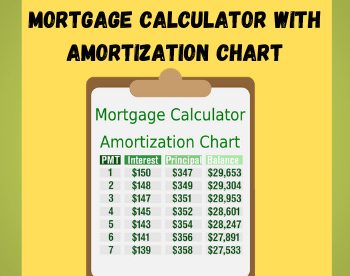 MORTGAGE CALCULATOR WITH
AMORTIZATION CHART
Mortgage Calculator
Amortization Chart
PMT Interest Principal Balance
1 $150 $347 $29,653
2 $148 $349 $29,304
3 $147 $351 $28,953
4 $145 $352 $28,601
5 $143 $354 $28,247
6 $141 $356 $27,891
7 $139 $358 $27,533